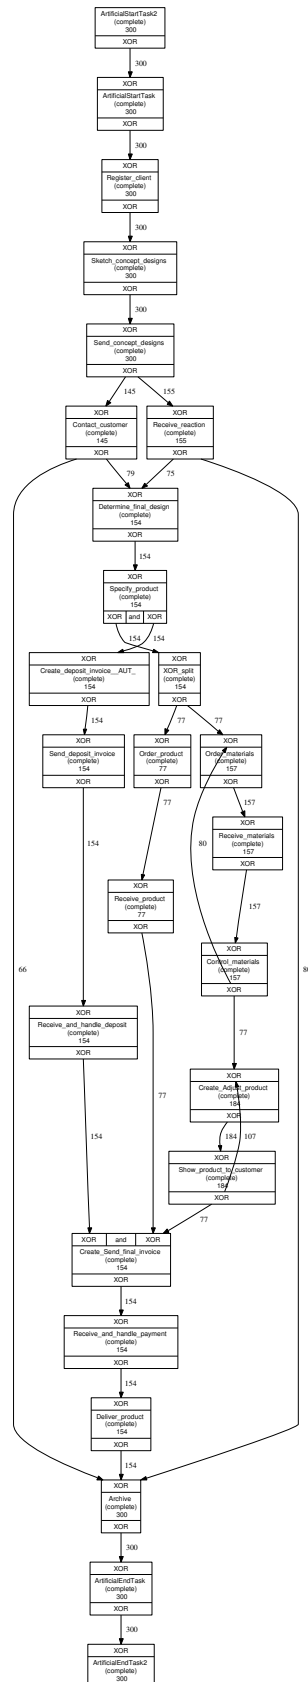 ArtificialStartTask2
(complete)
300
XOR
300
XOR
ArtificialStartTask
(complete)
300
XOR
300
XOR
Register_client
(complete)
300
XOR
300
XOR
Sketch_concept_designs
(complete)
300
XOR
300
XOR
Send_concept_designs
(complete)
300
XOR
145 155
XOR XOR
Contact_customer Receive_reaction
(complete) (complete)
145 155
XOR XOR
79 75
XOR
Determine_final_design
(complete)
154
XOR
154
XOR
Specify_product
(complete)
154
XOR and XOR
154 154
XOR XOR
Create_deposit_invoice__AUT_ XOR_split
(complete) (complete)
154 154
XOR XOR
154 77 77
XOR XOR XOR
Send_deposit_invoice Order_product Order_materials
(complete) (complete) (complete)
154 77 157
XOR XOR XOR
77 157
XOR
Receive_materials
(complete)
157
XOR
154 80
XOR
Receive_product
(complete)
77
XOR
157
XOR
Control_materials
(complete)
157
XOR
66 80
XOR
Receive_and_handle_deposit
(complete)
154
XOR
77
XOR
Create_Adjust_product
(complete)
184
XOR
77
154 184 107
XOR
Show_product_to_customer
(complete)
184
XOR
77
XOR and XOR
Create_Send_final_invoice
(complete)
154
XOR
154
XOR
Receive_and_handle_payment
(complete)
154
XOR
154
XOR
Deliver_product
(complete)
154
XOR
154
XOR
Archive
(complete)
300
XOR
300
XOR
ArtificialEndTask
(complete)
300
XOR
300
XOR
ArtificialEndTask2
(complete)
300